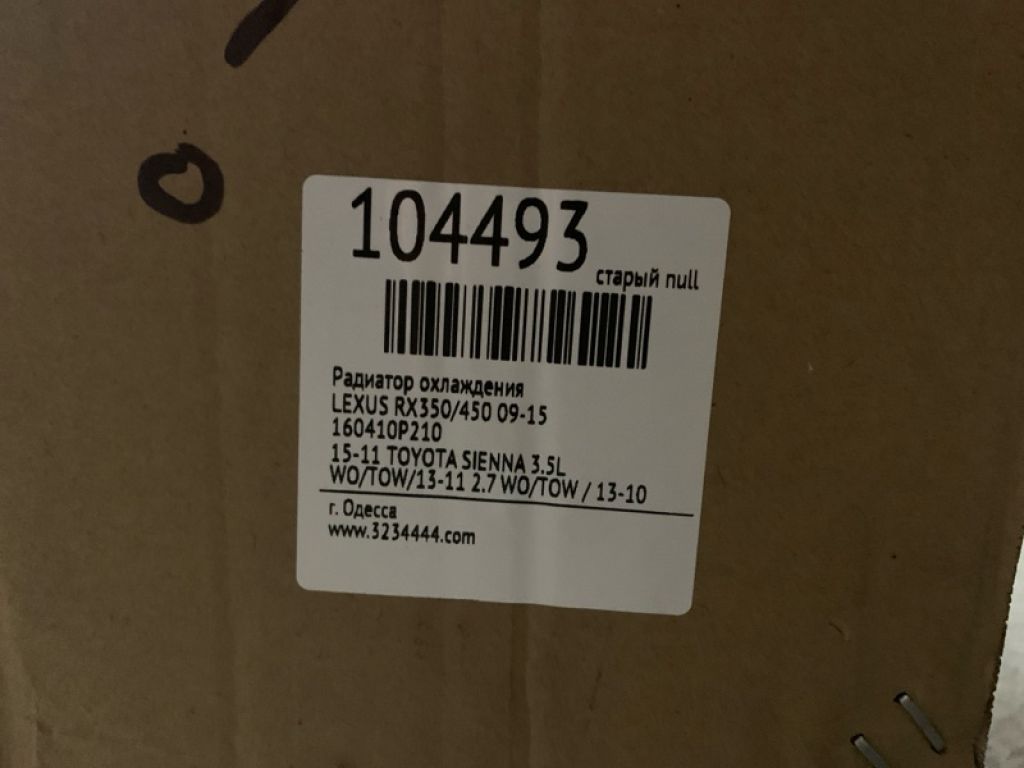 104493
старый null
Радиатор охлаждения
LEXUS RX350/450 09-15
160410P210
15-11 TOYOTA SIENNA 3.5L
WO/TOW/13-11 2.7 WO/TOW / 13-10
г. Одесса
www.3234444.com